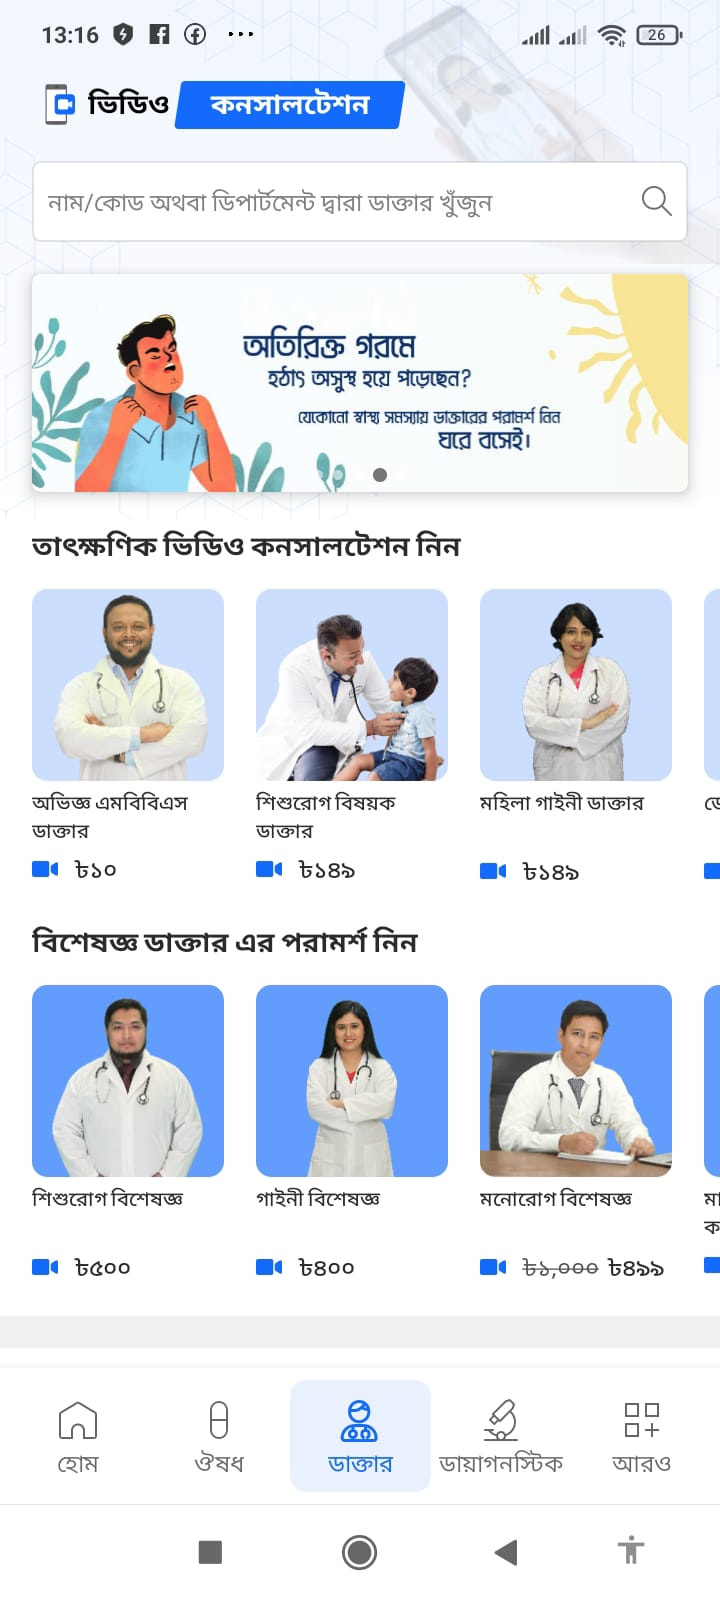 13:16
26
ভিডিও কনসালটেশন
নাম/কোড অথবা ডিপার্টমেন্ট দ্বারা ডাক্তার খুঁজুন
অতিরিক্ত গরমে
হঠাৎ অসুস্থ হয়ে পড়েছেন?
যেকোনো স্বাস্থ্য সমস্যায় ডাক্তারের পরামর্শ নিন
ঘরে বসেই।
তাৎক্ষণিক ভিডিও কনসালটেশন নিন
অভিজ্ঞ এমবিবিএস
ডাক্তার
৳১০
শিশুরোগ বিষয়ক
ডাক্তার
৳১৪৯
মহিলা গাইনী ডাক্তার
৳১৪৯
বিশেষজ্ঞ ডাক্তার এর পরামর্শ নিন
শিশুরোগ বিশেষজ্ঞ
৳৫০০
গাইনী বিশেষজ্ঞ
৳৪০০
মনোরোগ বিশেষজ্ঞ
৳১,০০০ ৳৪৯৯
হোম
ঔষধ
ডাক্তার
ডায়াগনস্টিক
আরও